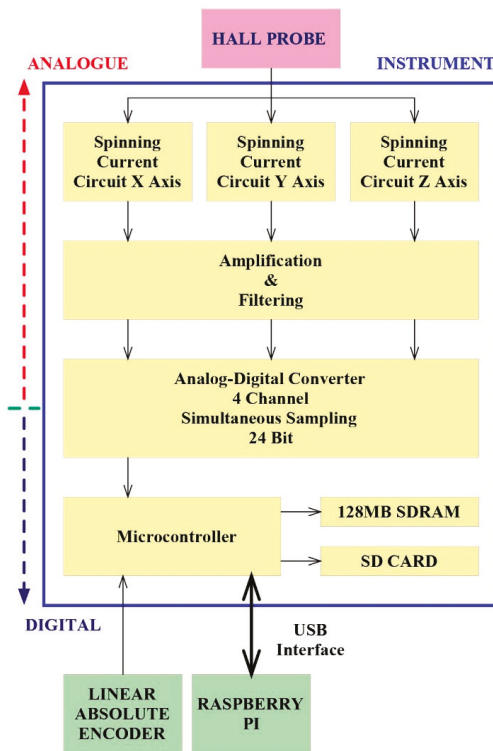 HALL PROBE
ANALOGUE
INSTRUMENT
Spinning
Current
Circuit X Axis
Spinning
Current
Circuit Y Axis
Spinning
Current
Circuit Z Axis
Amplification
&
Filtering
Analog-Digital Converter
4 Channel
Simultaneous Sampling
24 Bit
Microcontroller
128MB SDRAM
SD CARD
DIGITAL
USB
Interface
LINEAR
ABSOLUTE
ENCODER
RASPBERRY
PI